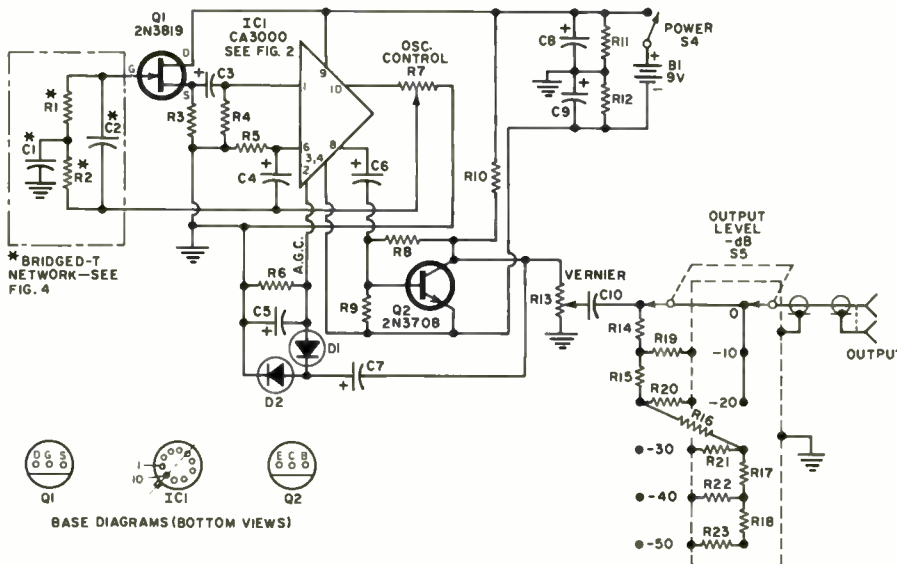 Q1
2N3819
IC1
CA3000
SEE FIG. 2
OSC.
CONTROL
R7
POWER
S4
B1
9V
+
C8
R11
+
C9
R12
D
G
S
+
C3
1
9
10
6
3,4
2
8
R3
R4
R5
+
C4
+
C6
*
R1
*
C2
*
C1
*
R2
R10
* BRIDGED-T
NETWORK—SEE
FIG. 4
A.G.C.
R6
C5
+
R8
R9
Q2
2N3708
D1
D2
+
C7
VERNIER
R13
C10
OUTPUT
LEVEL
-dB
S5
0
-10
-20
-30
-40
-50
R14
R19
R15
R20
R16
R21
R17
R22
R18
R23
OUTPUT
D G S
Q1
1
10
IC1
E C B
Q2
BASE DIAGRAMS (BOTTOM VIEWS)